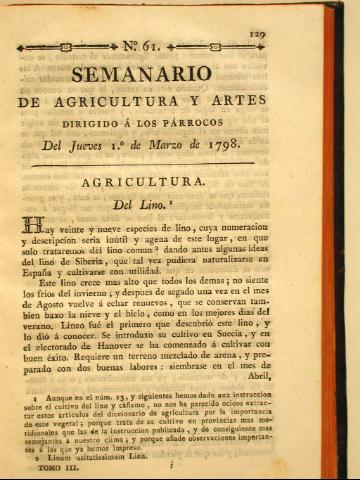 129
N.º 61.
SEMANARIO
DE AGRICULTURA Y ARTES
DIRIGIDO Á LOS PÁRROCOS
Del Jueves 1.º de Marzo de 1798.
AGRICULTURA.
Del Lino. 1
Hay veinte y nueve especies de lino, cuya numeracion
y descripcion seria inútil y agena de este lugar, en que
solo trataremos del lino comun 2 dando antes algunas ideas
del lino de Siberia, que tal vez pudiera naturalizarse en
España y cultivarse con utilidad.
Este lino crece mas alto que todos los demas; no siente
los frios del invierno; y despues de segado una vez en el mes
de Agosto vuelve á echar renuevos, que se conservan tam-
bien baxo la nieve y el hielo, como en los mejores dias del
verano. Lineo fué el primero que descubrió este lino, y
lo dió á conocer. Se introduxo su cultivo en Suecia, y en
el electorado de Hanover se ha comenzado á cultivar con
buen éxito. Requiere un terreno mezclado de arena, y pre-
parado con dos buenas labores: siembrase en el mes de
Abril,
1 Aunque en el núm. 13, y siguientes hemos dado una instruccion
sobre el cultivo del lino y cáñamo, no nos ha parecido ocioso extrac-
tar estos artículos del diccionario de agricultura por la importancia
de este vegetal; porque trata de su cultivo en provincias mas me-
ridionales que las de la instruccion publicada, y de consiguiente mas
semejantes á nuestro clima; y porque añade observaciones importan-
tes á las que ya hemos impreso.
2 Linum usitatissimum Linn.
TOMO III.
i